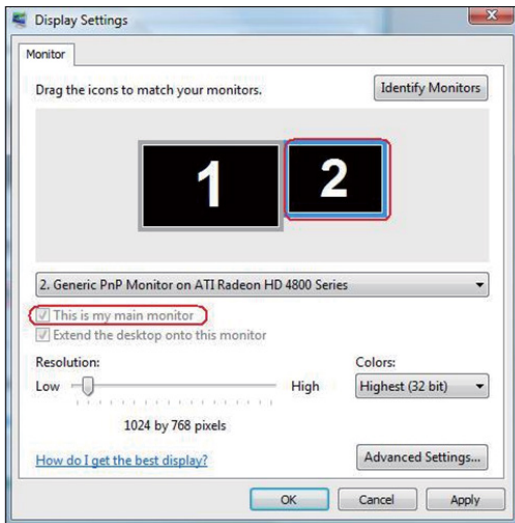 Display Settings
Monitor
Drag the icons to match your monitors.
Identify Monitors
1
2
2. Generic PnP Monitor on ATI Radeon HD 4800 Series
This is my main monitor
Extend the desktop onto this monitor
Resolution:
Colors:
Low
High
Highest (32 bit)
1024 by 768 pixels
How do I get the best display?
Advanced Settings...
OK
Cancel
Apply